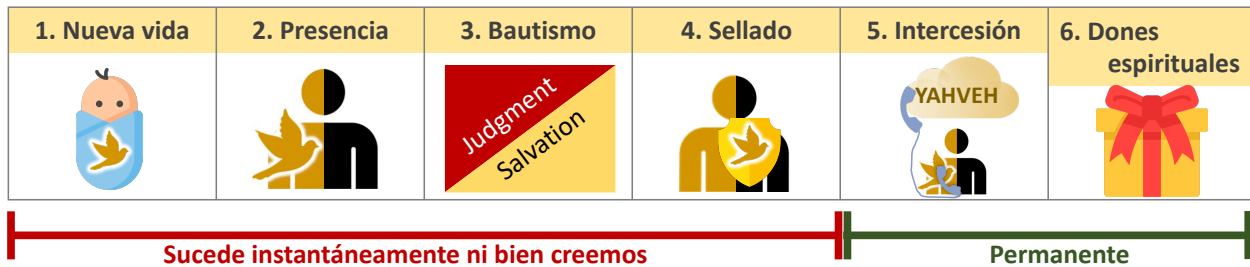 1. Nueva vida
2. Presencia
3. Bautismo
4. Sellado
5. Intercesión
6. Dones
espirituales
Judgment
Salvation
YAHVEH
Sucede instantáneamente ni bien creemos
Permanente